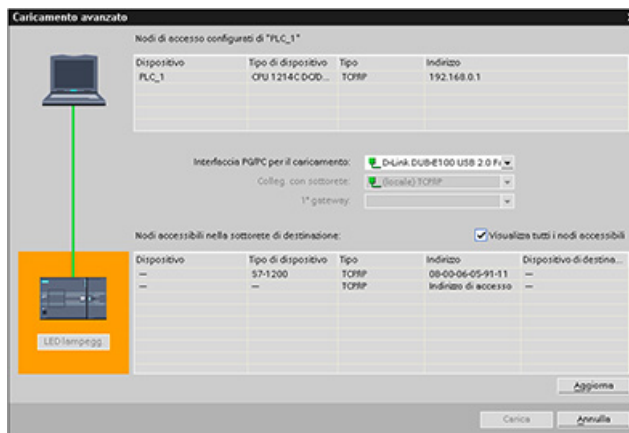 Caricamento avanzato
Nodi di accesso configurati di "PLC_1"
Dispositivo Tipo di dispositivo Tipo Indirizzo
PLC_1 CPU 1214C DC/D... TCP/IP 192.168.0.1
Interfaccia PG/PC per il caricamento: D-Link DUB-E100 USB 2.0 Fa
Colleg. con sottorete: (locale) TCP/IP
1° gateway:
Nodi accessibili nella sottorete di destinazione: Visualizza tutti i nodi accessibili
Dispositivo Tipo di dispositivo Tipo Indirizzo Dispositivo di destina...
— S7-1200 TCP/IP 08-00-06-05-91-11 —
— — TCP/IP Indirizzo di accesso —
LED lampegg
Aggiorna
Carica Annulla